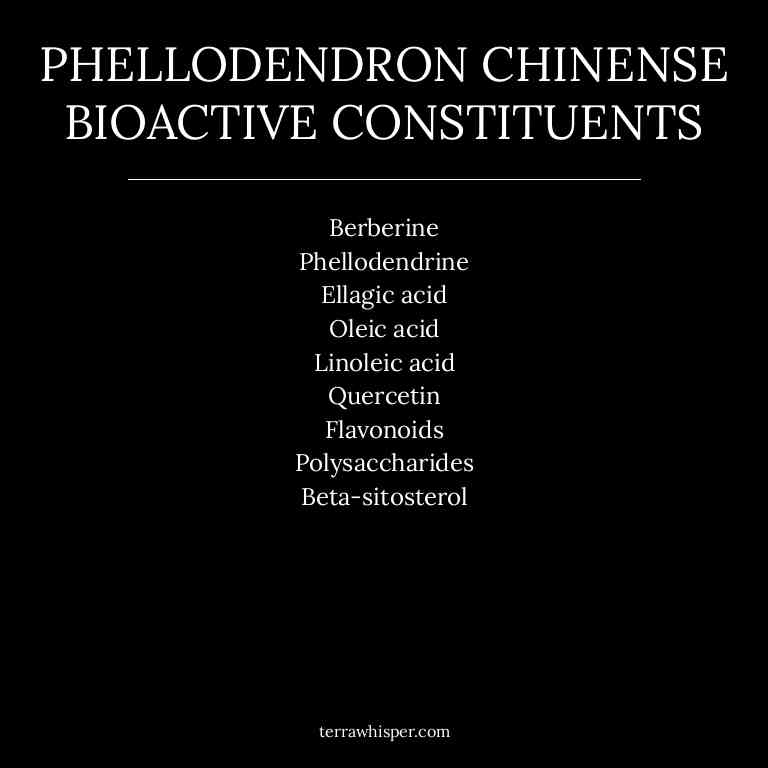 PHELLODENDRON CHINENSE
BIOACTIVE CONSTITUENTS
Berberine
Phellodendrine
Ellagic acid
Oleic acid
Linoleic acid
Quercetin
Flavonoids
Polysaccharides
Beta-sitosterol
terrawhisper.com